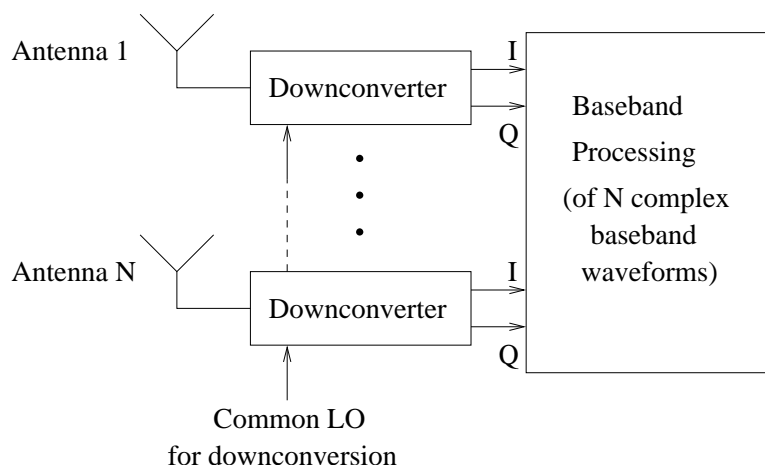 Antenna 1
Downconverter
I
Q
Baseband
Processing
(of N complex
baseband
waveforms)
Antenna N
Downconverter
I
Q
Common LO
for downconversion